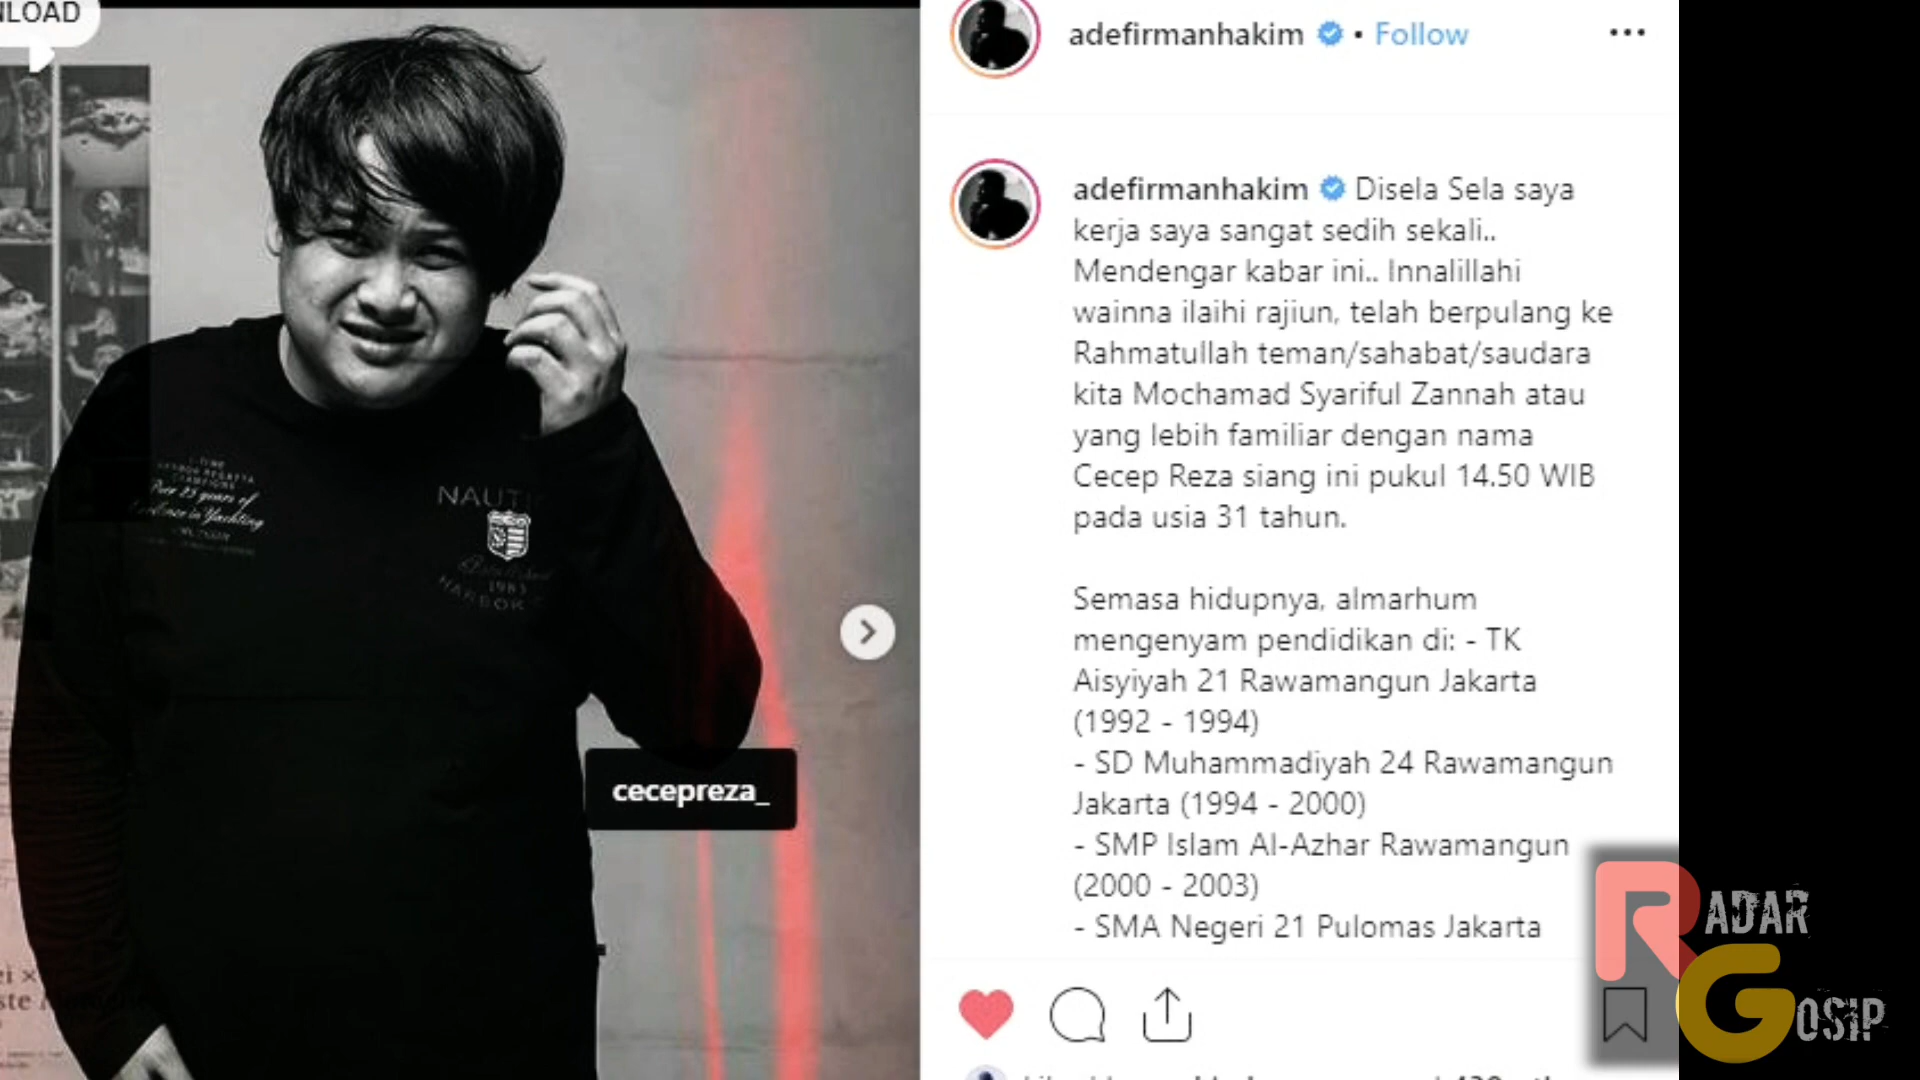 NLOAD
NAUTI
1983
HARBOR
cecepreza_
adefirmanhakim • Follow
adefirmanhakim Disela Sela saya
kerja saya sangat sedih sekali..
Mendengar kabar ini.. Innalillahi
wainna ilaihi rajiun, telah berpulang ke
Rahmatullah teman/sahabat/saudara
kita Mochamad Syariful Zannah atau
yang lebih familiar dengan nama
Cecep Reza siang ini pukul 14.50 WIB
pada usia 31 tahun.
Semasa hidupnya, almarhum
mengenyam pendidikan di: - TK
Aisyiyah 21 Rawamangun Jakarta
(1992 - 1994)
- SD Muhammadiyah 24 Rawamangun
Jakarta (1994 - 2000)
- SMP Islam Al-Azhar Rawamangun
(2000 - 2003)
- SMA Negeri 21 Pulomas Jakarta
RADAR
GOSIP